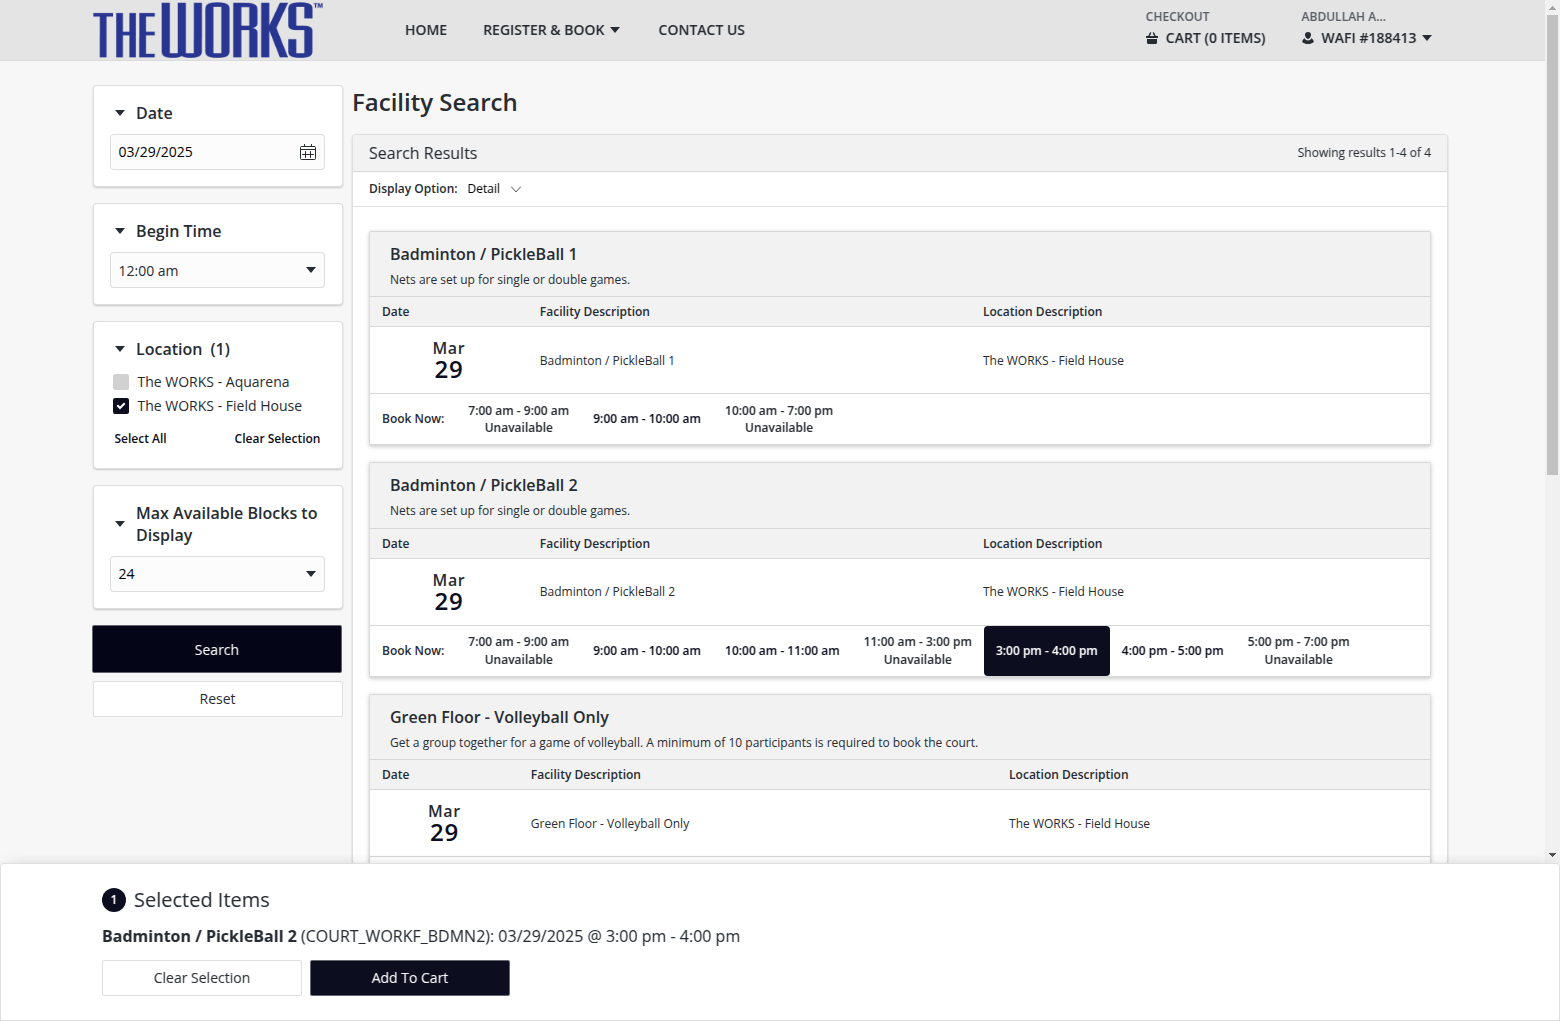 THE WORKS™
HOME
REGISTER & BOOK
CONTACT US
CHECKOUT
CART (0 ITEMS)
ABDULLAH A...
WAFI #188413
Date
03/29/2025
Begin Time
12:00 am
Location (1)
The WORKS - Aquarena
The WORKS - Field House
Select All
Clear Selection
Max Available Blocks to
Display
24
Search
Reset
Facility Search
Search Results
Showing results 1-4 of 4
Display Option: Detail
Badminton / PickleBall 1
Nets are set up for single or double games.
Date Facility Description Location Description
Mar
29
Badminton / PickleBall 1
The WORKS - Field House
Book Now:
7:00 am - 9:00 am
Unavailable
9:00 am - 10:00 am
10:00 am - 7:00 pm
Unavailable
Badminton / PickleBall 2
Nets are set up for single or double games.
Date Facility Description Location Description
Mar
29
Badminton / PickleBall 2
The WORKS - Field House
Book Now:
7:00 am - 9:00 am
Unavailable
9:00 am - 10:00 am
10:00 am - 11:00 am
11:00 am - 3:00 pm
Unavailable
3:00 pm - 4:00 pm
4:00 pm - 5:00 pm
5:00 pm - 7:00 pm
Unavailable
Green Floor - Volleyball Only
Get a group together for a game of volleyball. A minimum of 10 participants is required to book the court.
Date Facility Description Location Description
Mar
29
Green Floor - Volleyball Only
The WORKS - Field House
1 Selected Items
Badminton / PickleBall 2 (COURT_WORKF_BDMN2): 03/29/2025 @ 3:00 pm - 4:00 pm
Clear Selection
Add To Cart